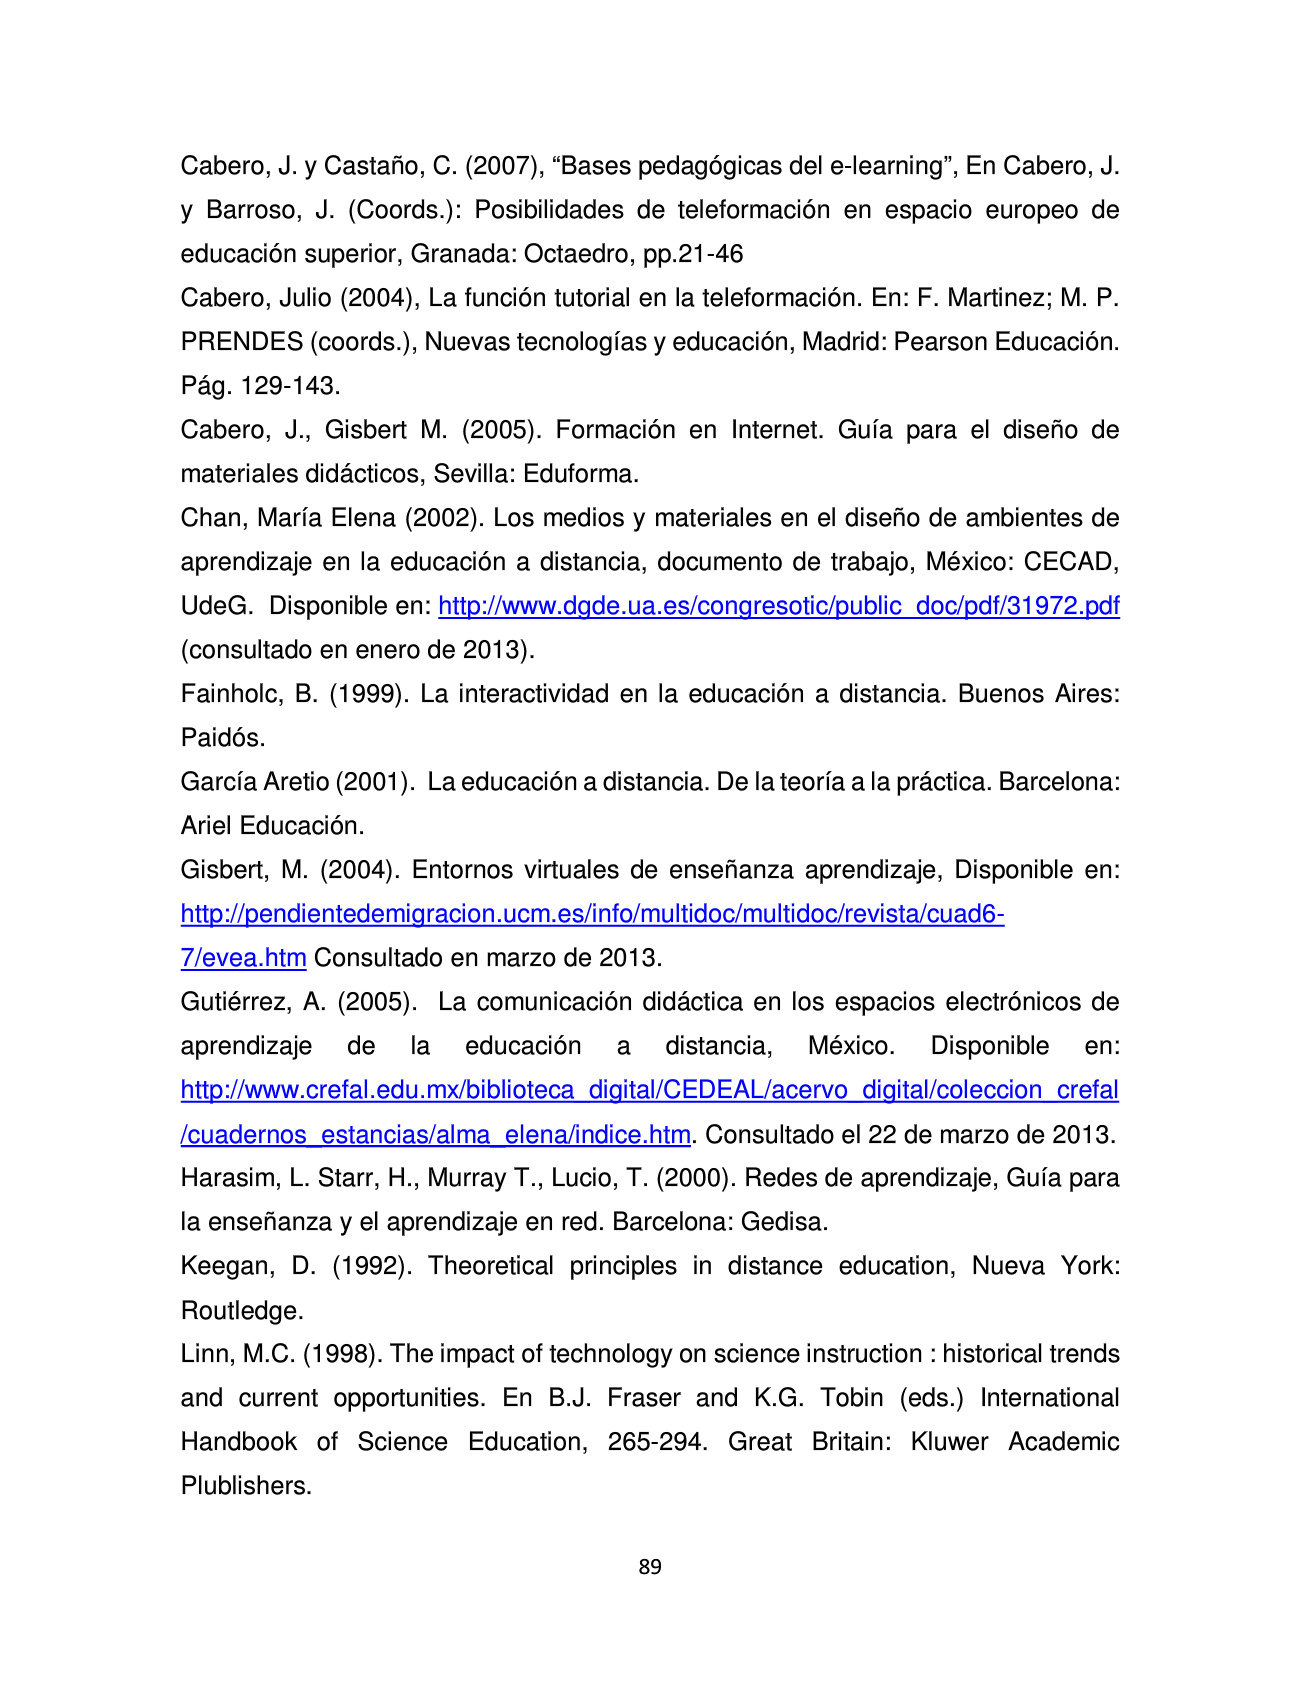 Cabero, J. y Castaño, C. (2007), “Bases pedagógicas del e-learning”, En Cabero, J.
y Barroso, J. (Coords.): Posibilidades de teleformación en espacio europeo de
educación superior, Granada: Octaedro, pp.21-46
Cabero, Julio (2004), La función tutorial en la teleformación. En: F. Martinez; M. P.
PRENDES (coords.), Nuevas tecnologías y educación, Madrid: Pearson Educación.
Pág. 129-143.
Cabero, J., Gisbert M. (2005). Formación en Internet. Guía para el diseño de
materiales didácticos, Sevilla: Eduforma.
Chan, María Elena (2002). Los medios y materiales en el diseño de ambientes de
aprendizaje en la educación a distancia, documento de trabajo, México: CECAD,
UdeG.  Disponible en: http://www.dgde.ua.es/congresotic/public_doc/pdf/31972.pdf
(consultado en enero de 2013).
Fainholc, B. (1999). La interactividad en la educación a distancia. Buenos Aires:
Paidós.
García Aretio (2001).  La educación a distancia. De la teoría a la práctica. Barcelona:
Ariel Educación.
Gisbert, M. (2004). Entornos virtuales de enseñanza aprendizaje, Disponible en:
http://pendientedemigracion.ucm.es/info/multidoc/multidoc/revista/cuad6-
7/evea.htm Consultado en marzo de 2013.
Gutiérrez, A. (2005).  La comunicación didáctica en los espacios electrónicos de
aprendizaje de la educación a distancia, México. Disponible en:
http://www.crefal.edu.mx/biblioteca_digital/CEDEAL/acervo_digital/coleccion_crefal
/cuadernos_estancias/alma_elena/indice.htm. Consultado el 22 de marzo de 2013.
Harasim, L. Starr, H., Murray T., Lucio, T. (2000). Redes de aprendizaje, Guía para
la enseñanza y el aprendizaje en red. Barcelona: Gedisa.
Keegan, D. (1992). Theoretical principles in distance education, Nueva York:
Routledge.
Linn, M.C. (1998). The impact of technology on science instruction : historical trends
and current opportunities. En B.J. Fraser and K.G. Tobin (eds.) International
Handbook of Science Education, 265-294. Great Britain: Kluwer Academic
Plublishers.
89